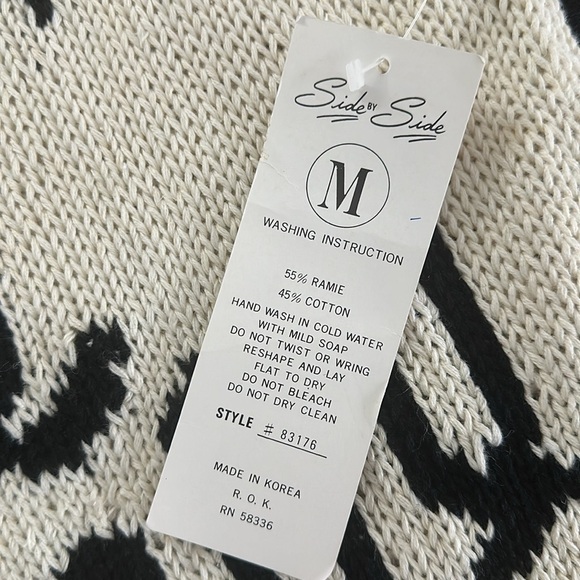 Side BY Side
M
WASHING INSTRUCTION
55% RAMIE
45% COTTON
HAND WASH IN COLD WATER
WITH MILD SOAP
DO NOT TWIST OR WRING
RESHAPE AND LAY
FLAT TO DRY
DO NOT BLEACH
DO NOT DRY CLEAN
STYLE # 83176
MADE IN KOREA
R. O. K.
RN 58336